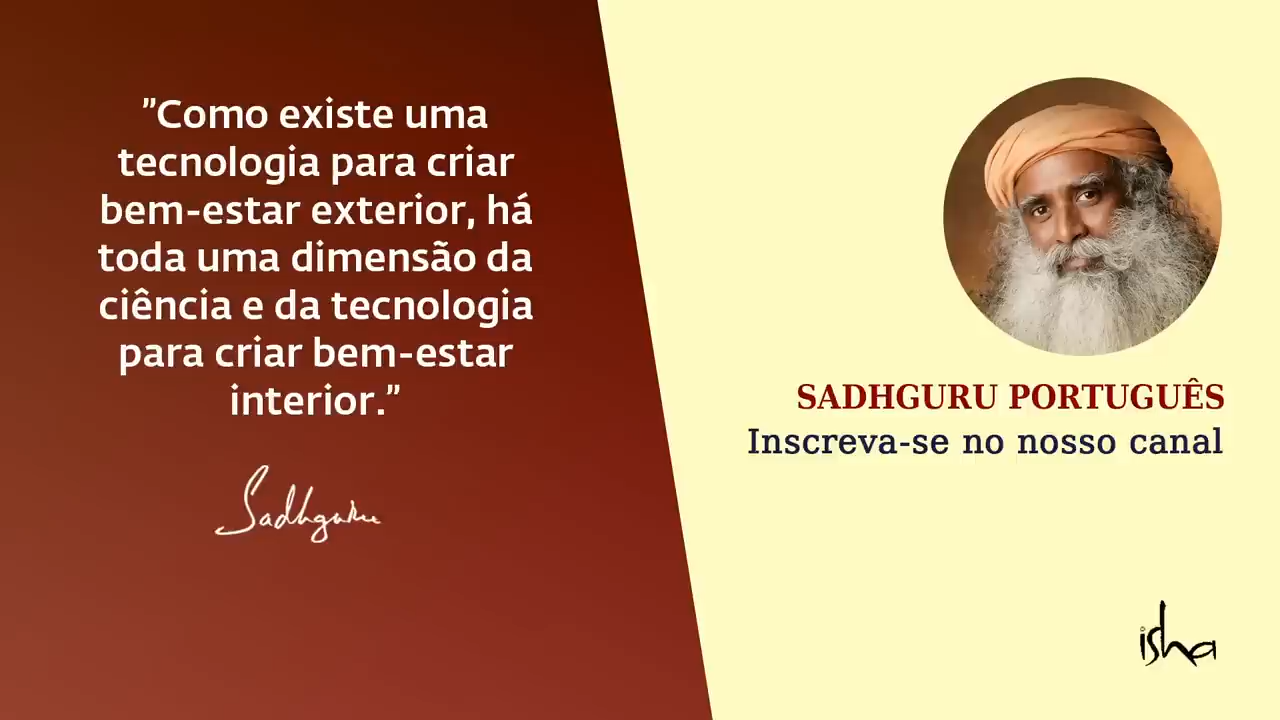 ”Como existe uma
tecnologia para criar
bem-estar exterior, há
toda uma dimensão da
ciência e da tecnologia
para criar bem-estar
interior.”
Sadhguru
SADHGURU PORTUGUÊS
Inscreva-se no nosso canal
isha